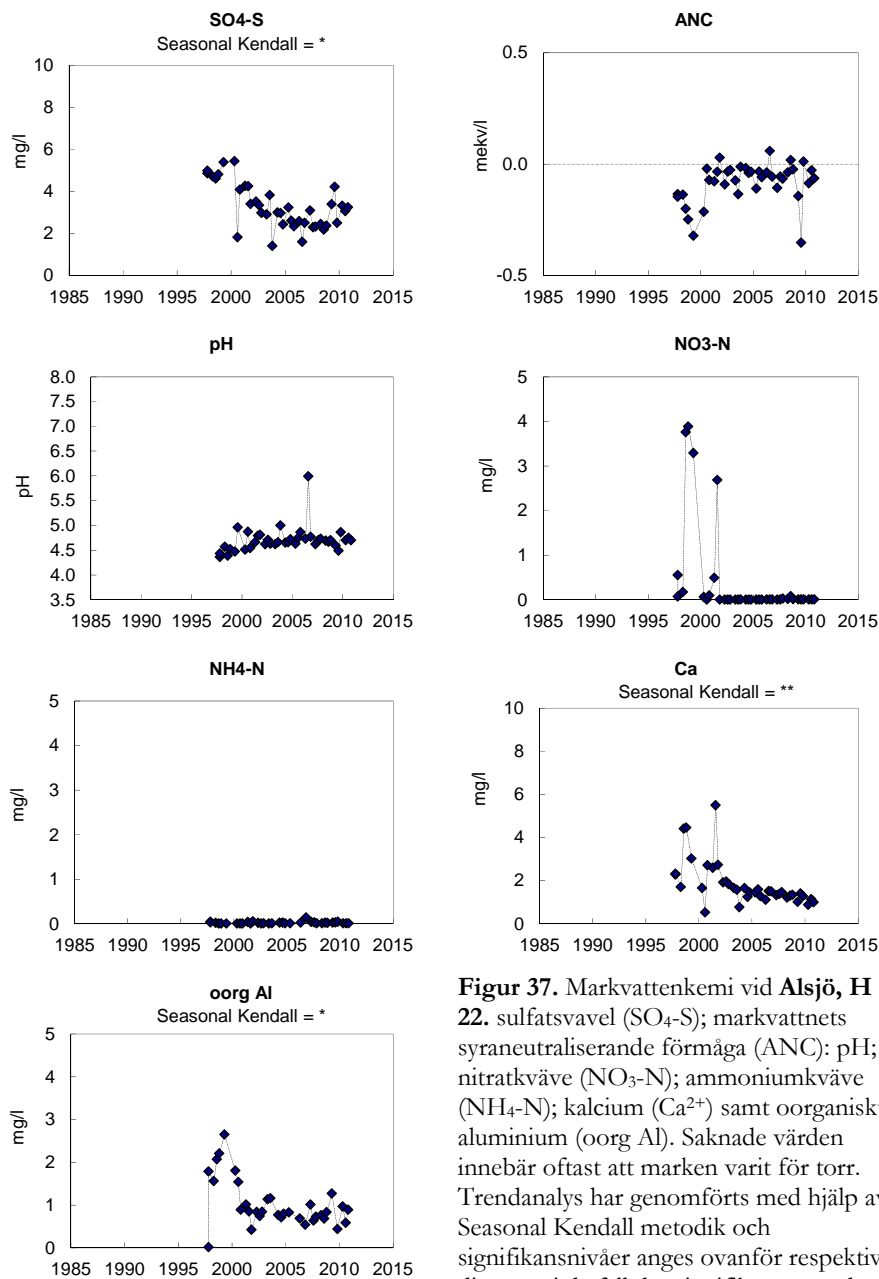 SO4-S
Seasonal Kendall = *
10
8
6
4
2
0
mg/l
1985 1990 1995 2000 2005 2010 2015
ANC
0.5
0.0
-0.5
mekv/l
1985 1990 1995 2000 2005 2010 2015
pH
8.0
7.5
7.0
6.5
6.0
5.5
5.0
4.5
4.0
3.5
pH
1985 1990 1995 2000 2005 2010 2015
NO3-N
5
4
3
2
1
0
mg/l
1985 1990 1995 2000 2005 2010 2015
NH4-N
5
4
3
2
1
0
mg/l
1985 1990 1995 2000 2005 2010 2015
Ca
Seasonal Kendall = **
10
8
6
4
2
0
mg/l
1985 1990 1995 2000 2005 2010 2015
oorg Al
Seasonal Kendall = *
5
4
3
2
1
0
mg/l
1985 1990 1995 2000 2005 2010 2015
Figur 37. Markvattenkemi vid Alsjö, H
22. sulfatsvavel (SO₄-S); markvattnets
syraneutraliserande förmåga (ANC): pH;
nitratkväve (NO₃-N); ammoniumkväve
(NH₄-N); kalcium (Ca²⁺) samt oorganiskt
aluminium (oorg Al). Saknade värden
innebär oftast att marken varit för torr.
Trendanalys har genomförts med hjälp av
Seasonal Kendall metodik och
signifikansnivåer anges ovanför